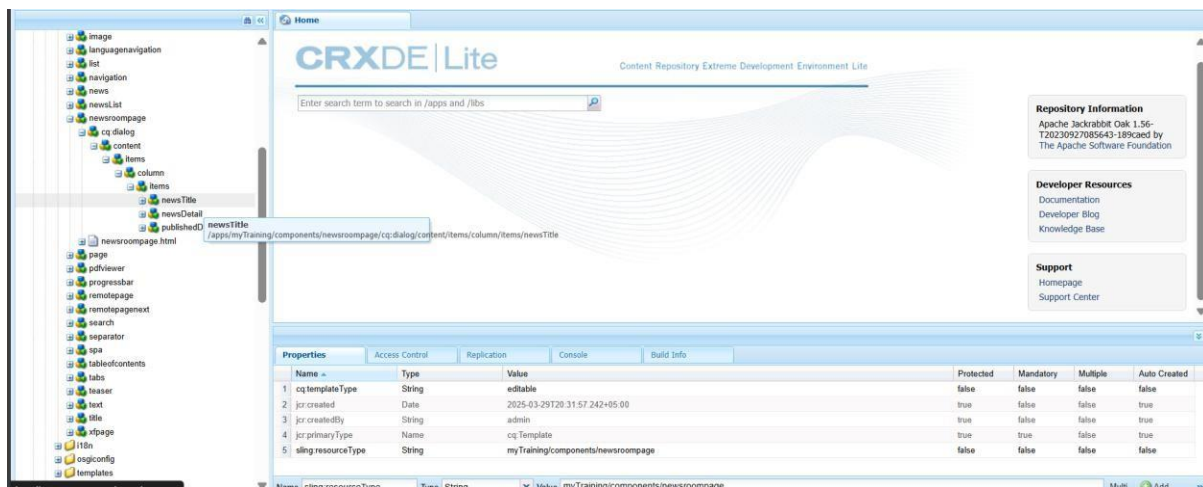 image
languagenavigation
list
navigation
news
newsList
newsroompage
cq:dialog
content
items
column
items
newsTitle
newsDetail
publishedD
newsroompage.html
page
pdfviewer
progressbar
remotepage
remotepagenext
search
separator
spa
tableofcontents
tabs
teaser
text
title
xfpage
i18n
osgiconfig
templates
newsTitle
/apps/myTraining/components/newsroompage/cq:dialog/content/items/column/items/newsTitle
Home
CRXDE Lite
Content Repository Extreme Development Environment Lite
Enter search term to search in /apps and /libs
Repository Information
Apache Jackrabbit Oak 1.56-
T20230927085643-189caed by
The Apache Software Foundation
Developer Resources
Documentation
Developer Blog
Knowledge Base
Support
Homepage
Support Center
Properties Access Control Replication Console Build Info
Name Type Value Protected Mandatory Multiple Auto Created
1 cq:templateType String editable false false false false
2 jcr:created Date 2025-03-29T20:31:57.242+05:00 true false false true
3 jcr:createdBy String admin true false false true
4 jcr:primaryType Name cq:Template true true false true
5 sling:resourceType String myTraining/components/newsroompage false false false false
Name sling:resourceType Type String Value myTraining/components/newsroompage Multi Add